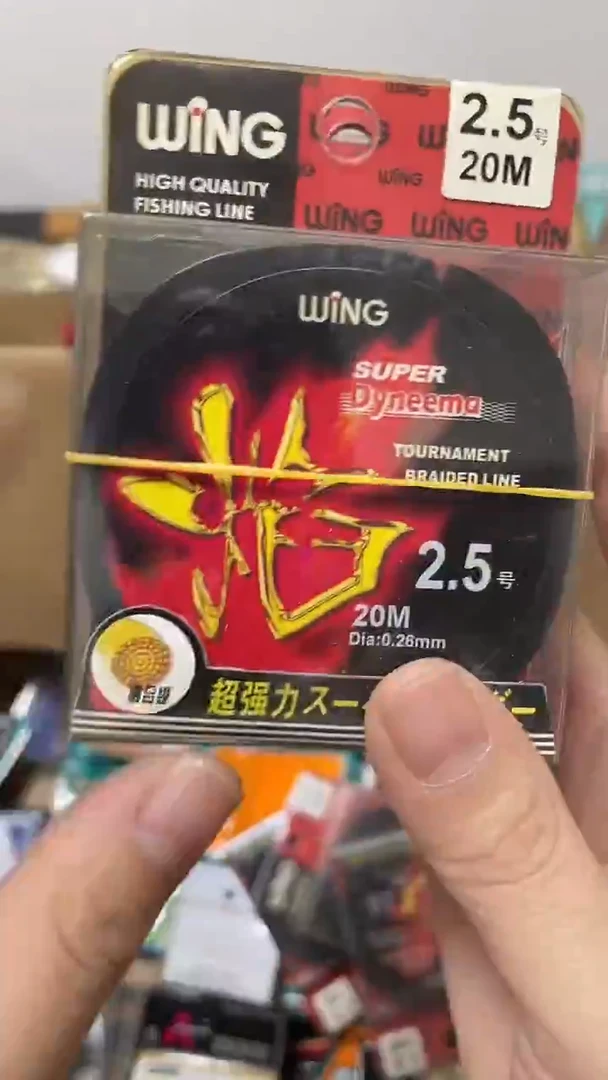 WING
HIGH QUALITY
FISHING LINE
2.5号
20M
WING
WING
WING
WING
WING
SUPER
Dyneema
TOURNAMENT
BRAIDED LINE
2.5号
20M
Dia:0.26mm
超强力スー